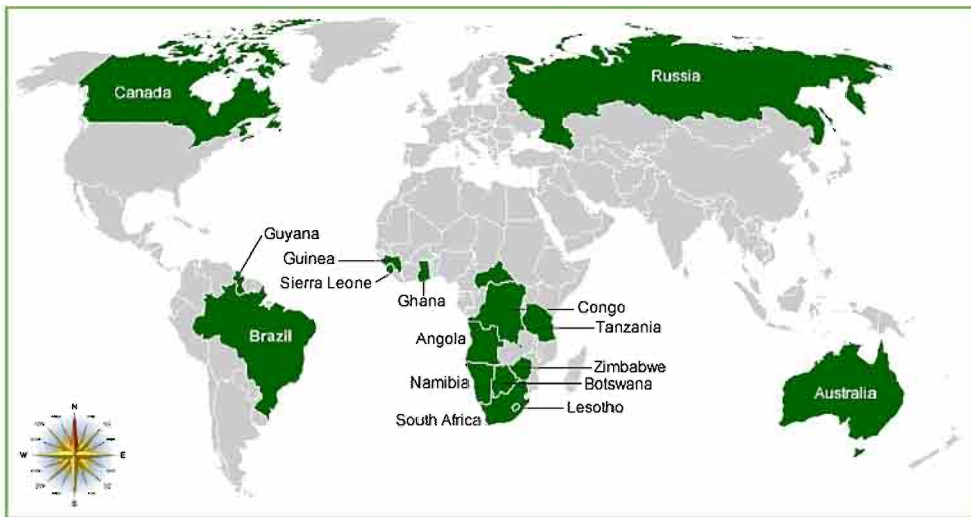 Canada
Russia
Guyana
Guinea
Sierra Leone
Ghana
Congo
Tanzania
Brazil
Angola
Zimbabwe
Namibia
Botswana
Australia
Lesotho
South Africa
N
W
E
S